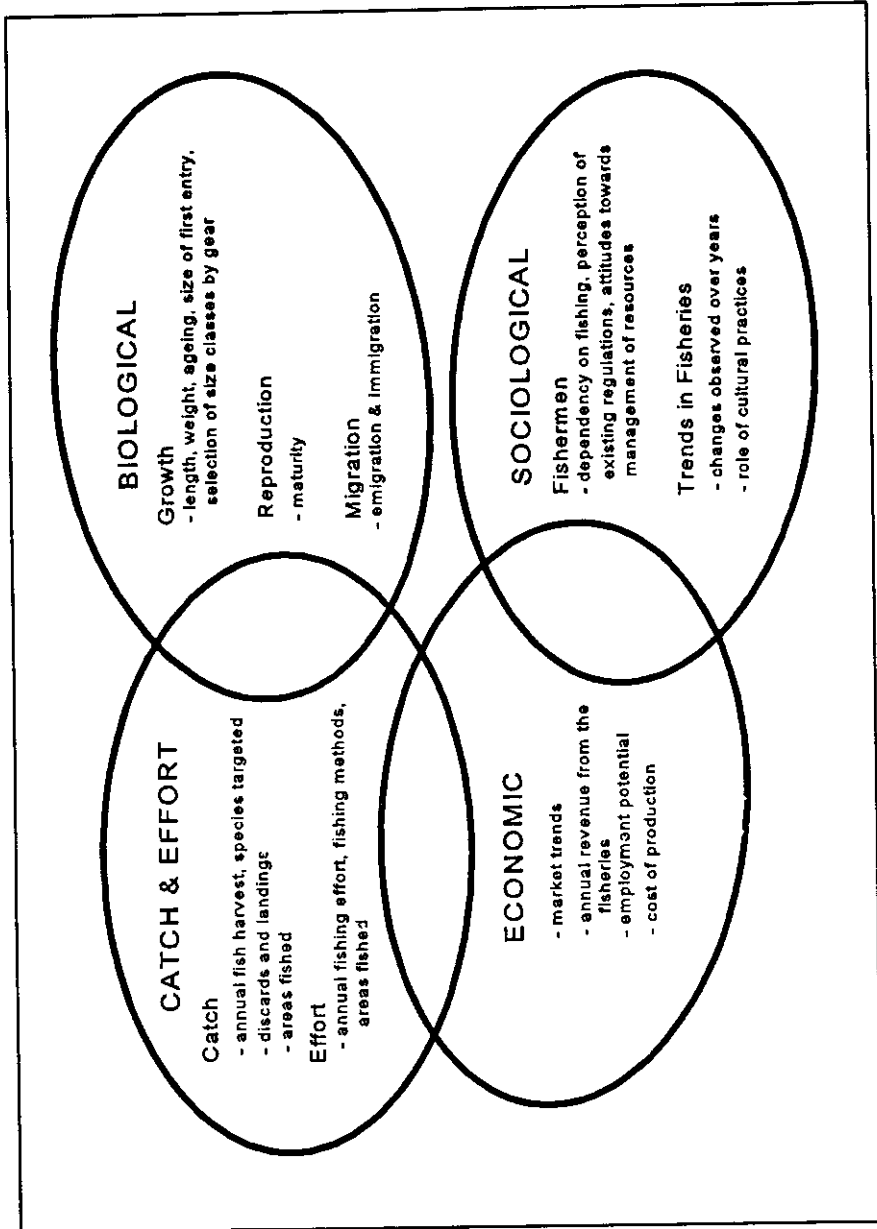 CATCH & EFFORT
Catch
- annual fish harvest, species targeted
- discards and landings
- areas fished
Effort
- annual fishing effort, fishing methods,
areas fished
BIOLOGICAL
Growth
- length, weight, ageing, size of first entry,
selection of size classes by gear
Reproduction
- maturity
Migration
- emigration & immigration
ECONOMIC
- market trends
- annual revenue from the
fisheries
- employment potential
- cost of production
SOCIOLOGICAL
Fishermen
- dependency on fishing, perception of
existing regulations, attitudes towards
management of resources
Trends in Fisheries
- changes observed over years
- role of cultural practices